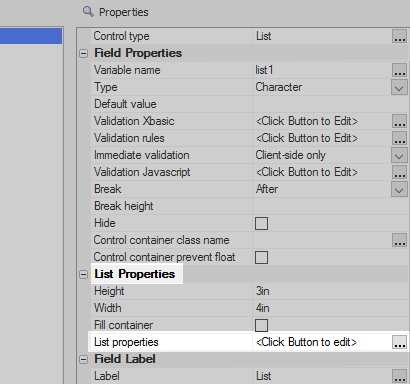 Properties
Control type List ...
Field Properties
Variable name list1 ...
Type Character
Default value
Validation Xbasic <Click Button to Edit> ...
Validation rules <Click Button to Edit> ...
Immediate validation Client-side only
Validation Javascript <Click Button to Edit> ...
Break After
Break height
Hide
Control container class name ...
Control container prevent float
List Properties
Height 3in
Width 4in
Fill container
List properties <Click Button to edit> ...
Field Label
Label List ...